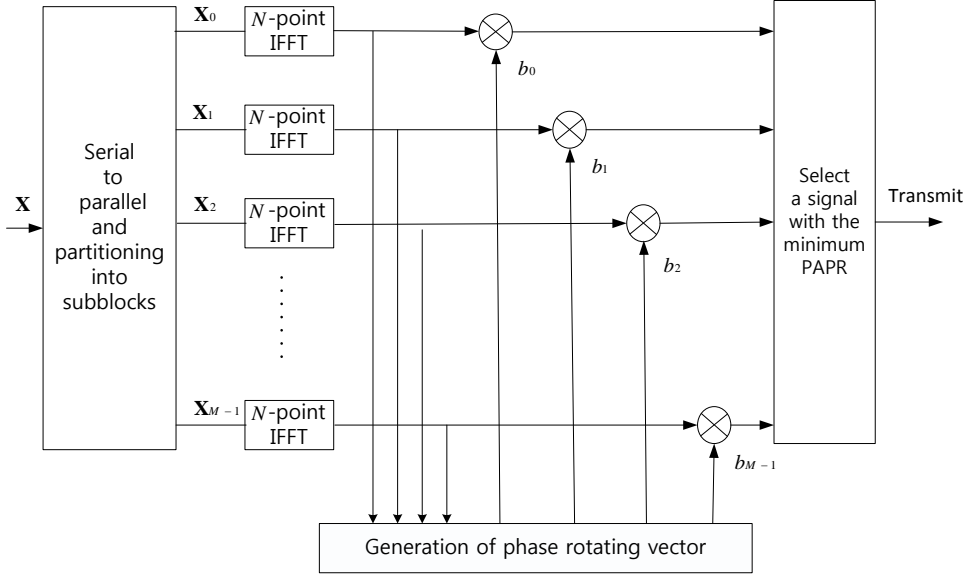 X
Serial
to
parallel
and
partitioning
into
subblocks
X0
N-point
IFFT
b0
X1
N-point
IFFT
b1
X2
N-point
IFFT
b2
XM − 1
N-point
IFFT
bM − 1
Select
a signal
with the
minimum
PAPR
Transmit
Generation of phase rotating vector